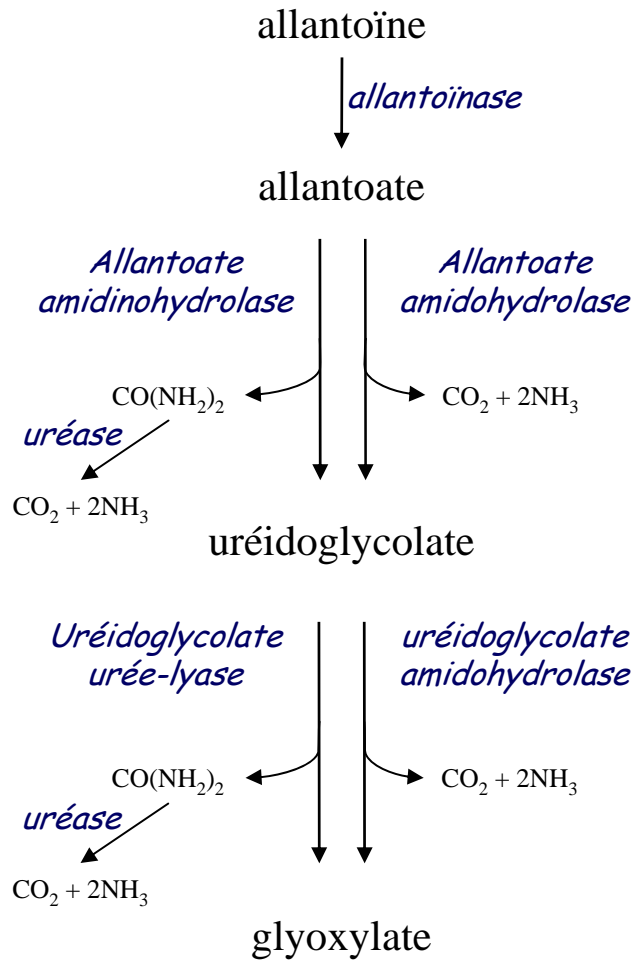 allantoïne
allantoïnase
allantoate
Allantoate
amidinohydrolase
Allantoate
amidohydrolase
CO(NH₂)₂
CO₂ + 2NH₃
uréase
CO₂ + 2NH₃
uréidoglycolate
Uréidoglycolate
urée-lyase
uréidoglycolate
amidohydrolase
CO(NH₂)₂
CO₂ + 2NH₃
uréase
CO₂ + 2NH₃
glyoxylate